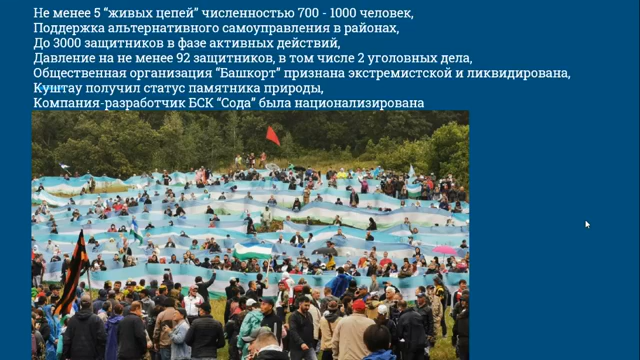 Не менее 5 “живых цепей” численностью 700 - 1000 человек,
Поддержка альтернативного самоуправления в районах,
До 3000 защитников в фазе активных действий,
Давление на не менее 92 защитников, в том числе 2 уголовных дела,
Общественная организация “Башкорт” признана экстремистской и ликвидирована,
Куштау получил статус памятника природы,
Компания-разработчик БСК “Сода” была национализирована